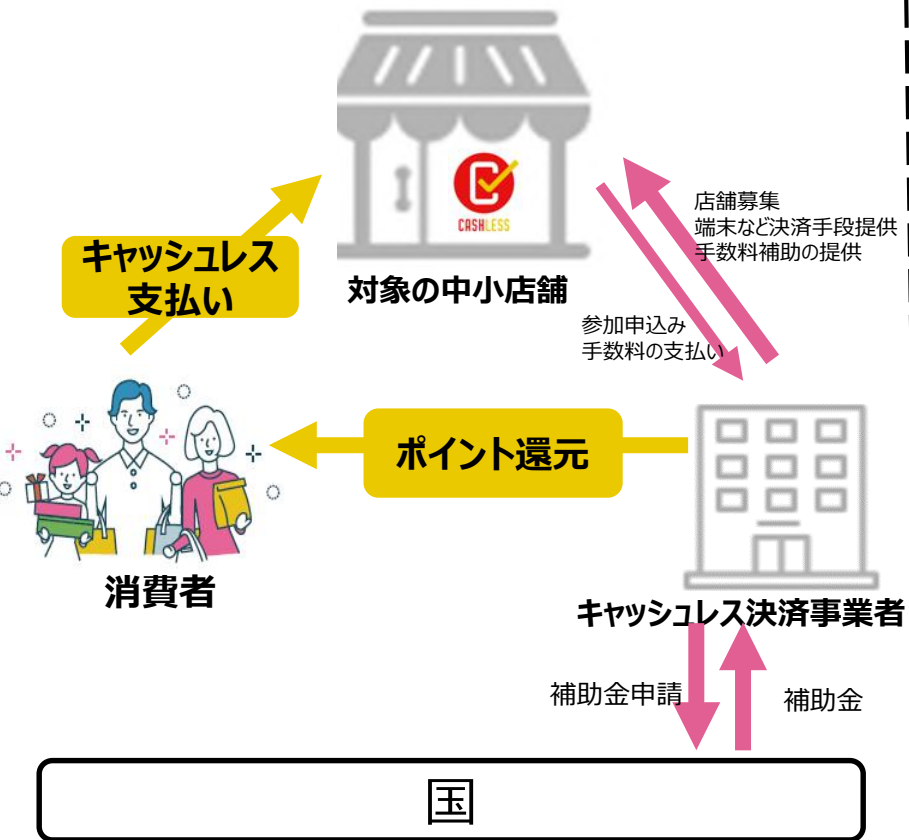 CASHLESS
店舗募集
端末など決済手段提供
手数料補助の提供
キャッシュレス
支払い
対象の中小店舗
参加申込み
手数料の支払い
ポイント還元
消費者
キャッシュレス決済事業者
補助金申請
補助金
国